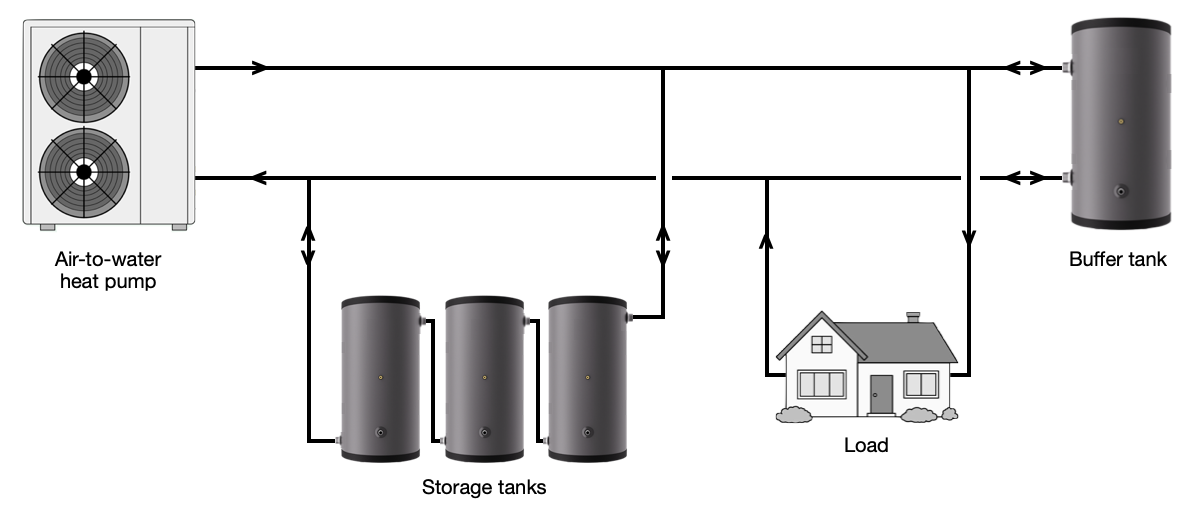 Air-to-water
heat pump
Buffer tank
Load
Storage tanks